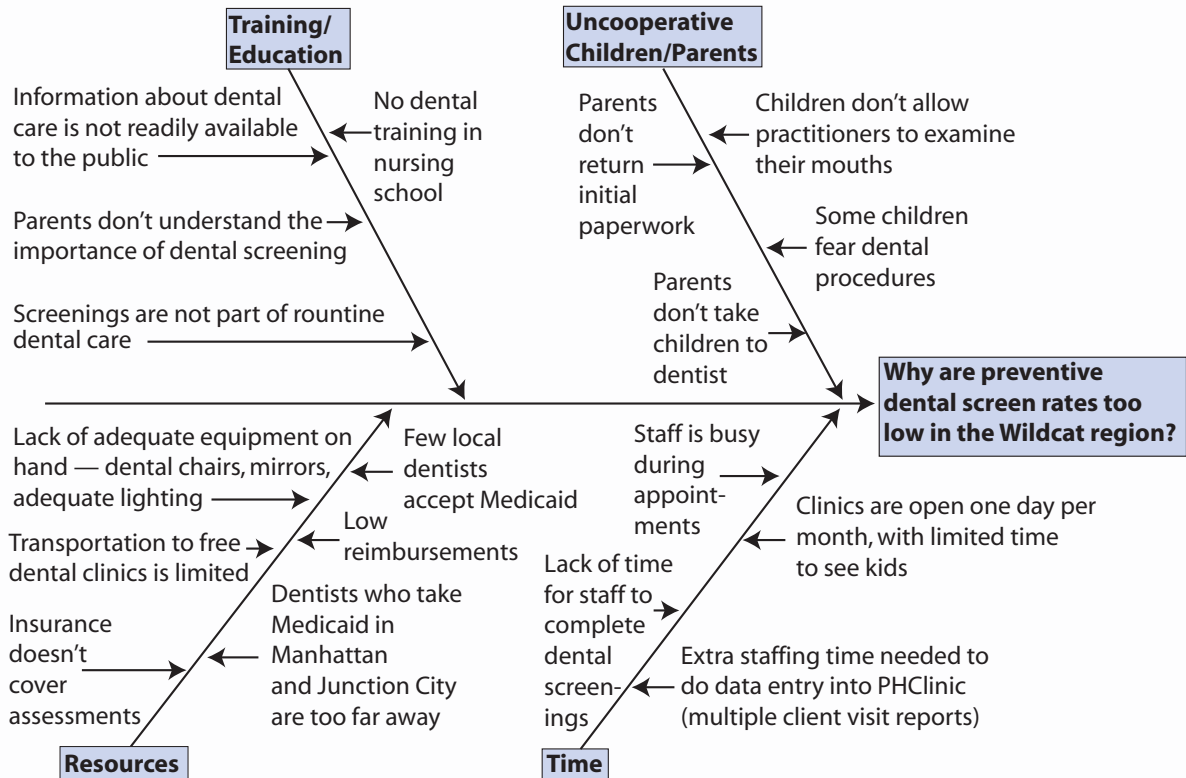 Training/
Education
Uncooperative
Children/Parents
Information about dental
care is not readily available
to the public
No dental
training in
nursing
school
Parents don’t understand the
importance of dental screening
Screenings are not part of rountine
dental care
Parents
don’t
return
initial
paperwork
Children don’t allow
practitioners to examine
their mouths
Some children
fear dental
procedures
Parents
don’t take
children to
dentist
Why are preventive
dental screen rates too
low in the Wildcat region?
Lack of adequate equipment on
hand — dental chairs, mirrors,
adequate lighting
Few local
dentists
accept Medicaid
Low
reimbursements
Transportation to free
dental clinics is limited
Insurance
doesn't
cover
assessments
Dentists who take
Medicaid in
Manhattan
and Junction City
are too far away
Staff is busy
during
appoint-
ments
Clinics are open one day per
month, with limited time
to see kids
Lack of time
for staff to
complete
dental
screen-
ings
Extra staffing time needed to
do data entry into PHClinic
(multiple client visit reports)
Resources
Time